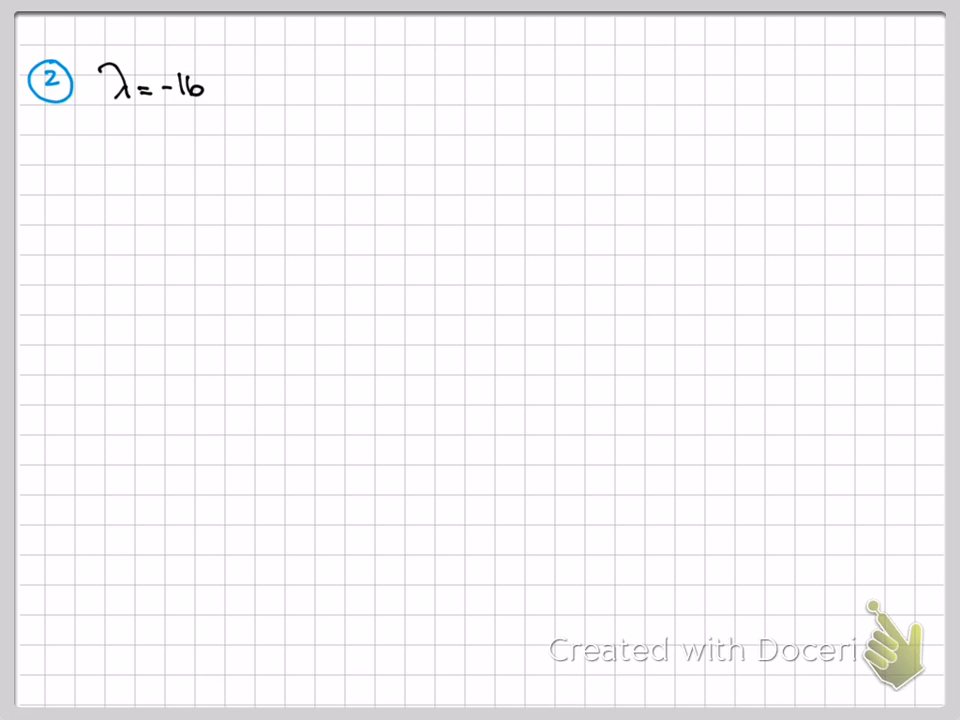 ② λ = -16
Created with Doceri